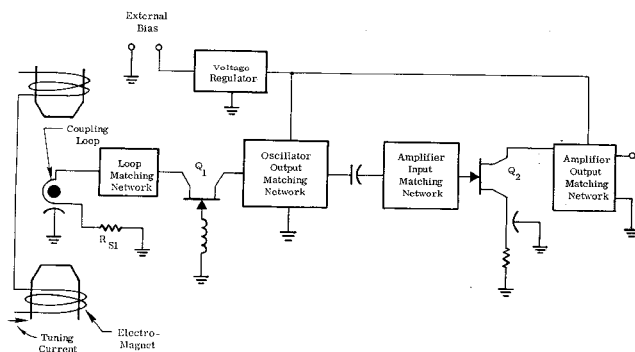 External
Bias
Voltage
Regulator
Coupling
Loop
Loop
Matching
Network
Q1
Oscillator
Output
Matching
Network
Amplifier
Input
Matching
Network
Q2
Amplifier
Output
Matching
Network
R S1
Electro-
Magnet
Tuning
Current